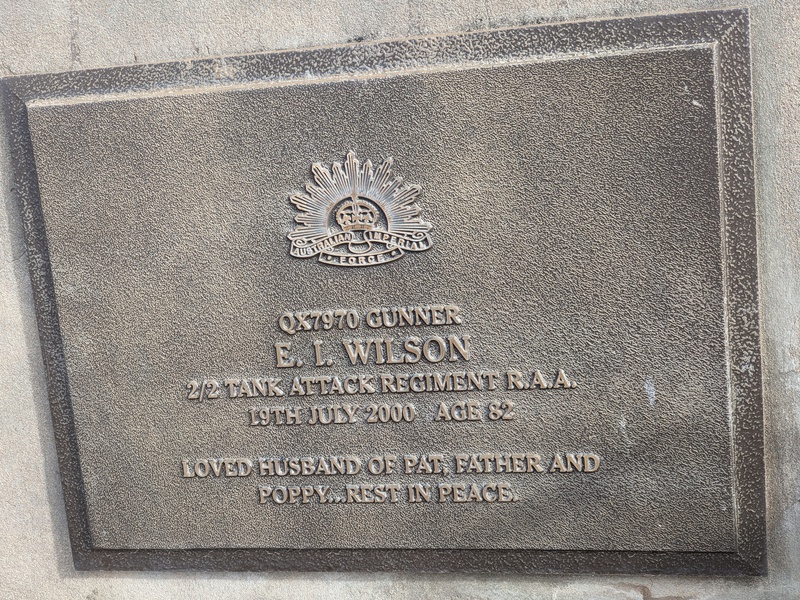 AUSTRALIAN IMPERIAL
FORCE
QX7970 GUNNER
E. I. WILSON
2/2 TANK ATTACK REGIMENT R.A.A.
19TH JULY 2000 AGE 82
LOVED HUSBAND OF PAT, FATHER AND
POPPY...REST IN PEACE.